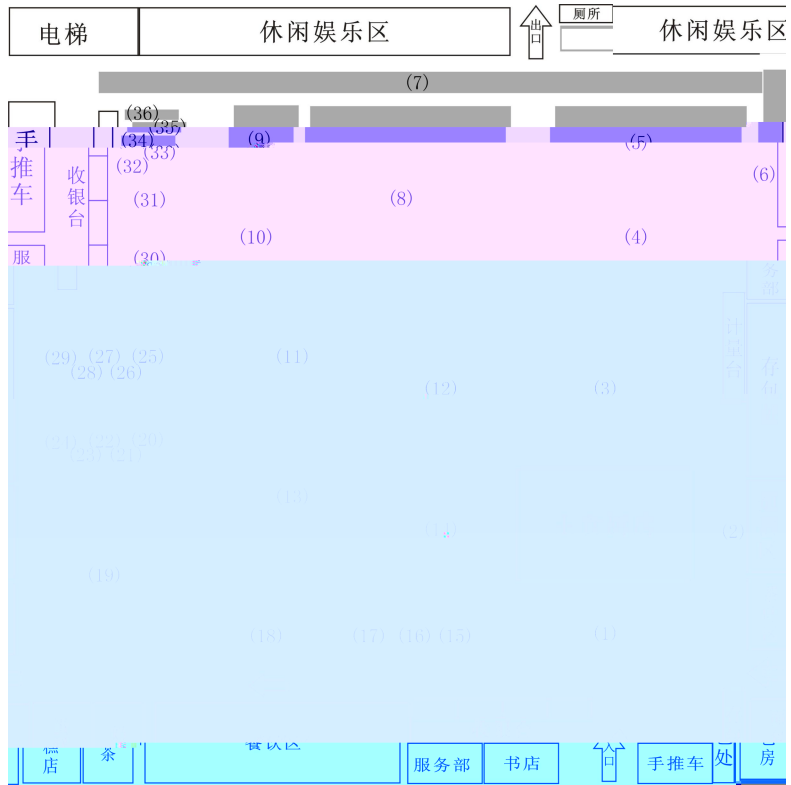 电梯
休闲娱乐区
出口
厕所
休闲娱乐区
(7)
(36)
(35)
(34)
(9)
(5)
(33)
(32)
手推车
收银台
(6)
(31)
(8)
(10)
(4)
(30)
服
务部
计量台
存
(29)
(27)
(25)
(28)
(26)
(11)
(12)
(3)
(24)
(22)
(20)
(23)
(21)
(13)
(14)
(2)
(19)
(18)
(17)
(16)
(15)
(1)
店
茶
餐饮区
服务部
书店
入口
手推车
处
房